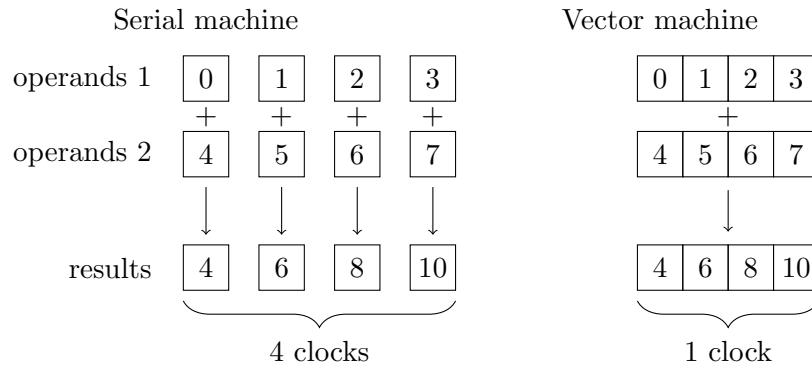 Serial machine Vector machine
operands 1 0 1 2 3 0 1 2 3
+ + + + +
operands 2 4 5 6 7 4 5 6 7
results 4 6 8 10 4 6 8 10
4 clocks 1 clock